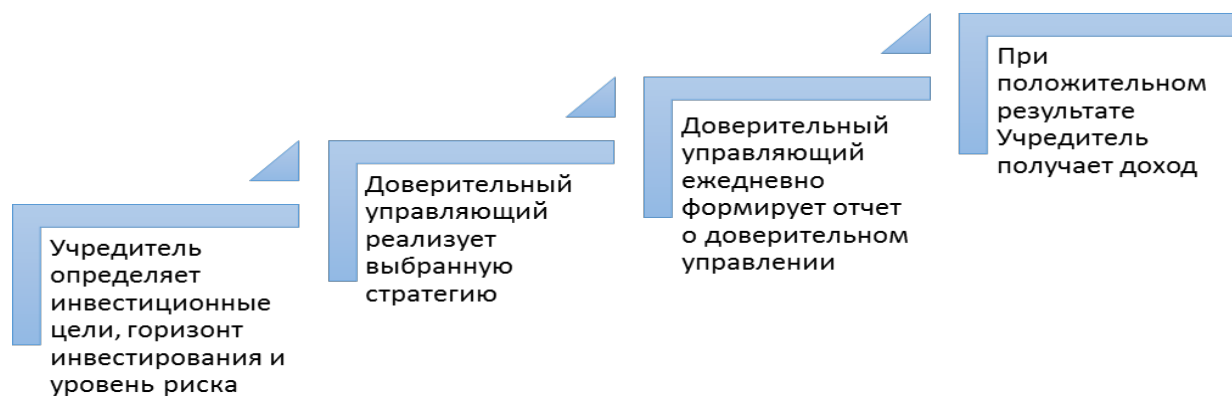 Учредитель
определяет
инвестиционные
цели, горизонт
инвестирования и
уровень риска
Доверительный
управляющий
реализует
выбранную
стратегию
Доверительный
управляющий
ежедневно
формирует отчет
о доверительном
управлении
При
положительном
результате
Учредитель
получает доход